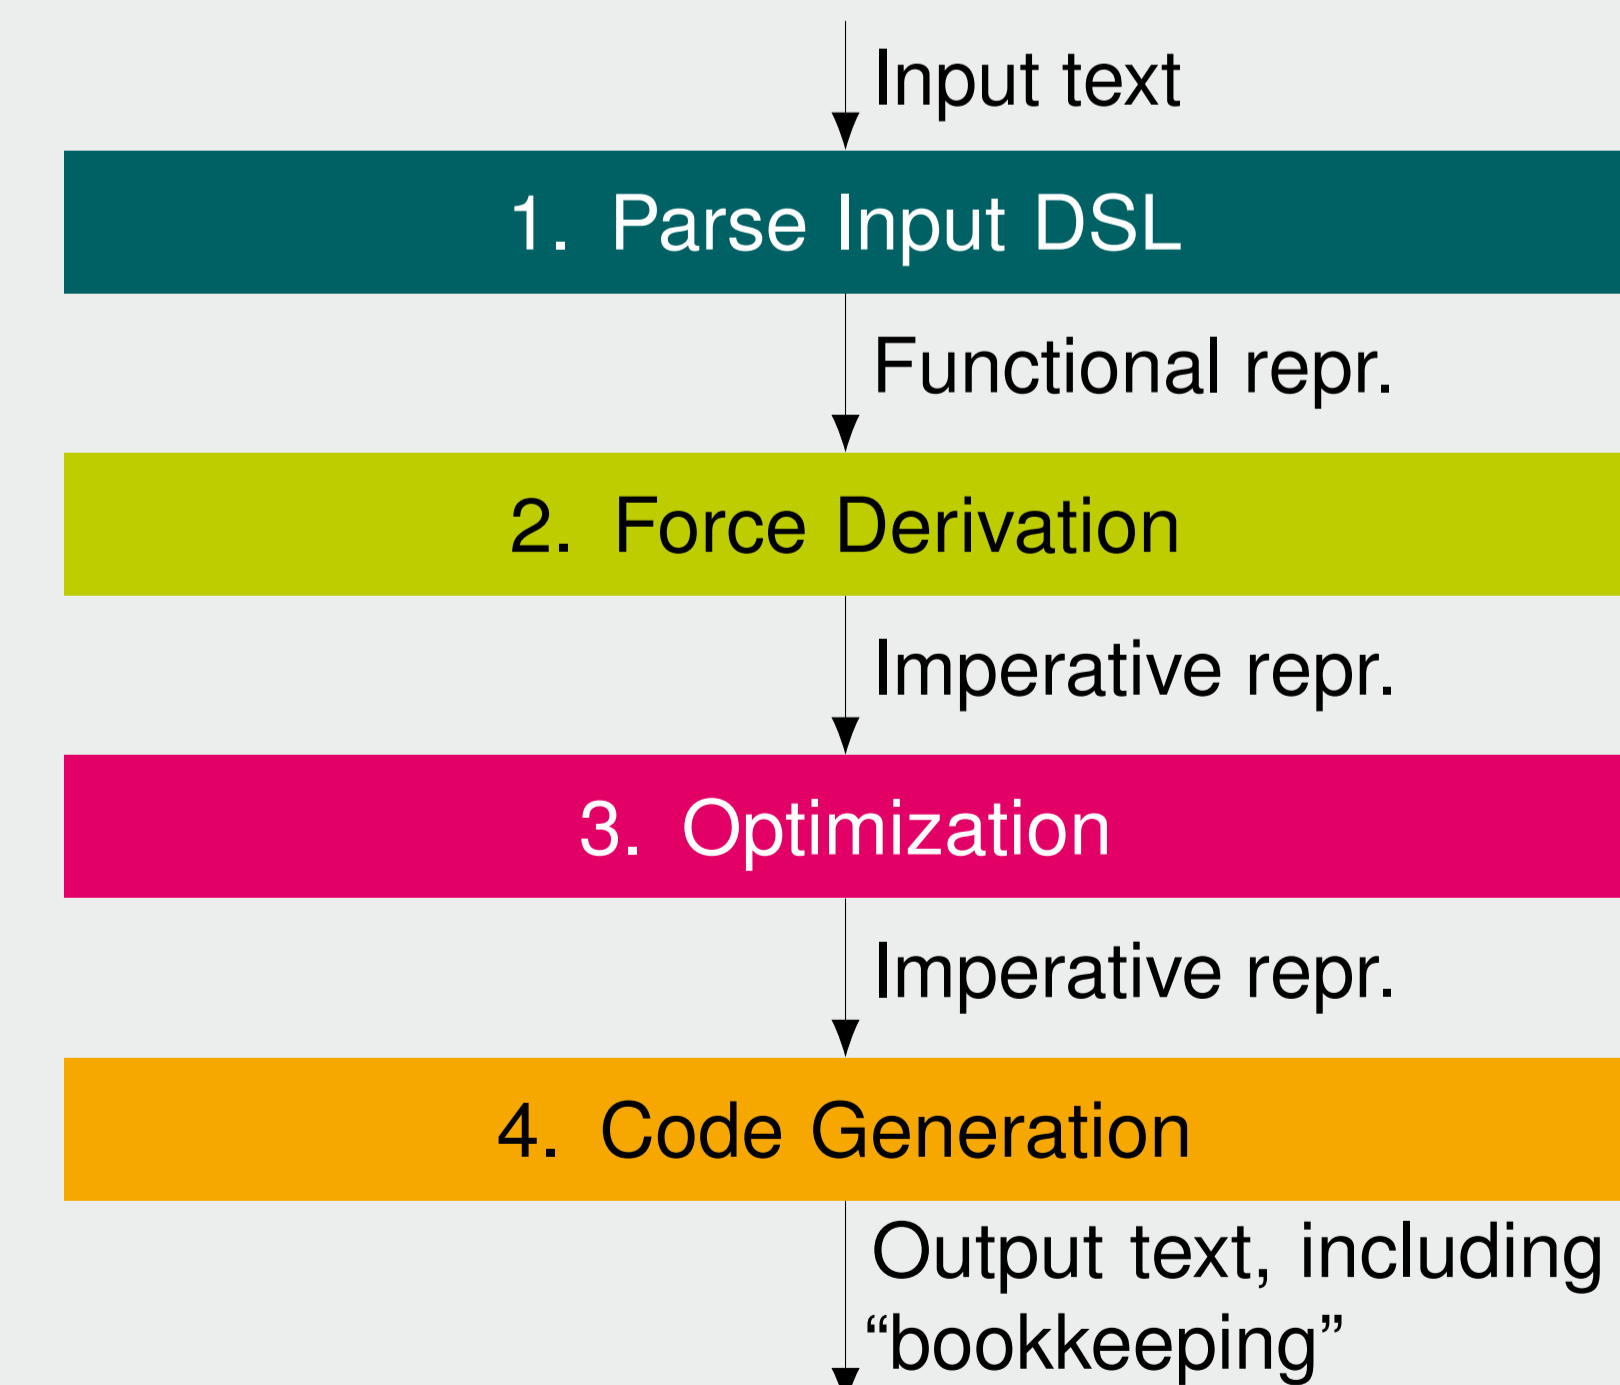 Input text
1. Parse Input DSL
Functional repr.
2. Force Derivation
Imperative repr.
3. Optimization
Imperative repr.
4. Code Generation
Output text, including
“bookkeeping”